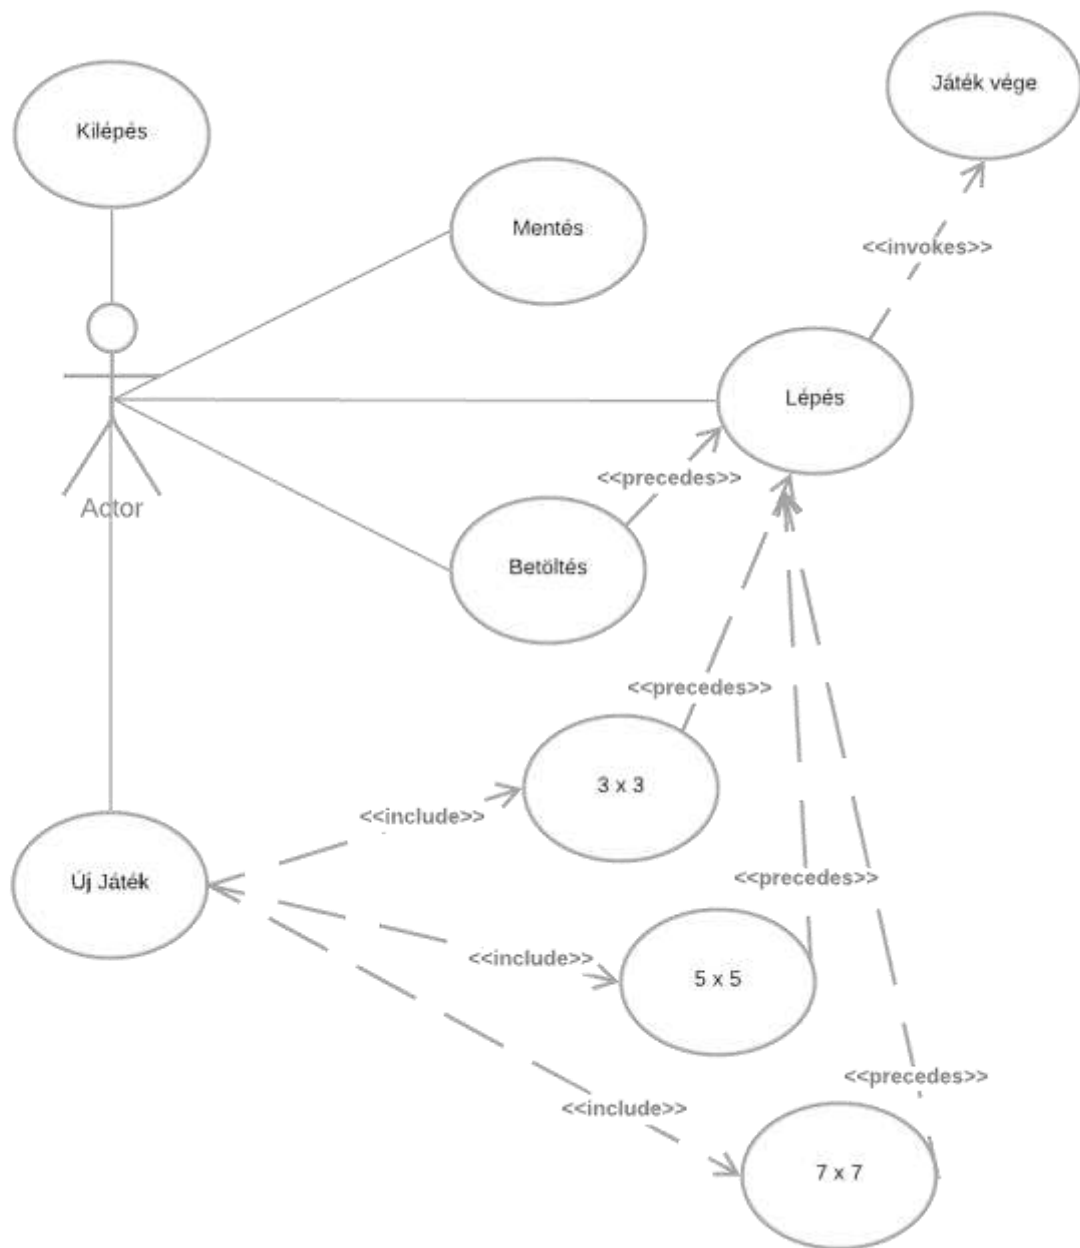 Játék vége
Kilépés
Mentés
<<invokes>>
Lépés
<<precedes>>
Actor
Betöltés
<<precedes>>
3 x 3
<<include>>
Új Játék
<<precedes>>
<<include>>
5 x 5
<<precedes>>
<<include>>
7 x 7